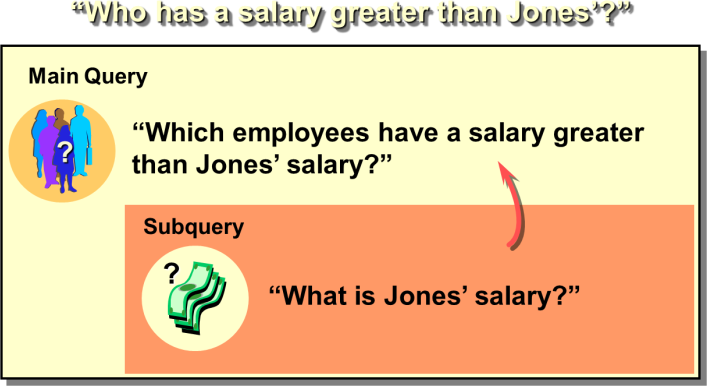 “Who has a salary greater than Jones’?”
Main Query
?
“Which employees have a salary greater
than Jones’ salary?”
Subquery
?
“What is Jones’ salary?”